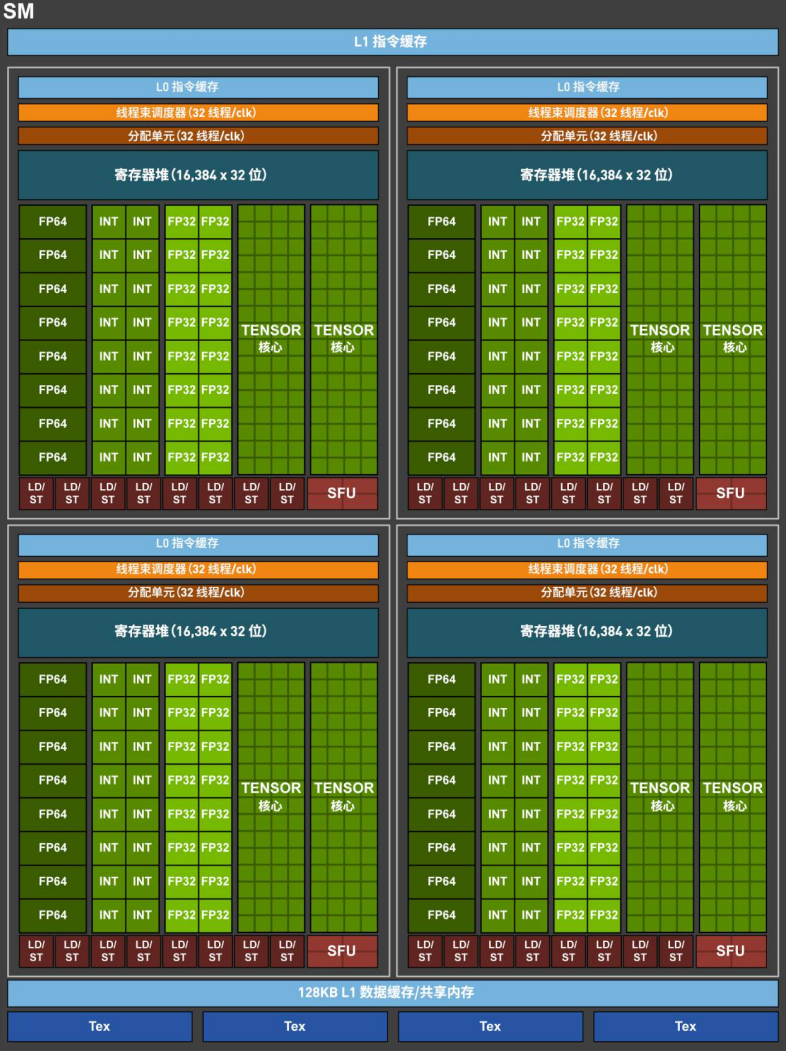 SM
L1 指令缓存
L0 指令缓存
线程束调度器(32 线程/clk)
分配单元(32 线程/clk)
寄存器堆(16,384 x 32 位)
FP64 INT INT FP32 FP32
FP64 INT INT FP32 FP32
FP64 INT INT FP32 FP32
FP64 INT INT FP32 FP32
FP64 INT INT FP32 FP32
FP64 INT INT FP32 FP32
FP64 INT INT FP32 FP32
FP64 INT INT FP32 FP32
TENSOR TENSOR
核心 核心
LD/ LD/ LD/ LD/ LD/ LD/ LD/ LD/
ST ST ST ST ST ST ST ST
SFU
L0 指令缓存
线程束调度器(32 线程/clk)
分配单元(32 线程/clk)
寄存器堆(16,384 x 32 位)
FP64 INT INT FP32 FP32
FP64 INT INT FP32 FP32
FP64 INT INT FP32 FP32
FP64 INT INT FP32 FP32
FP64 INT INT FP32 FP32
FP64 INT INT FP32 FP32
FP64 INT INT FP32 FP32
FP64 INT INT FP32 FP32
TENSOR TENSOR
核心 核心
LD/ LD/ LD/ LD/ LD/ LD/ LD/ LD/
ST ST ST ST ST ST ST ST
SFU
L0 指令缓存
线程束调度器(32 线程/clk)
分配单元(32 线程/clk)
寄存器堆(16,384 x 32 位)
FP64 INT INT FP32 FP32
FP64 INT INT FP32 FP32
FP64 INT INT FP32 FP32
FP64 INT INT FP32 FP32
FP64 INT INT FP32 FP32
FP64 INT INT FP32 FP32
FP64 INT INT FP32 FP32
FP64 INT INT FP32 FP32
TENSOR TENSOR
核心 核心
LD/ LD/ LD/ LD/ LD/ LD/ LD/ LD/
ST ST ST ST ST ST ST ST
SFU
L0 指令缓存
线程束调度器(32 线程/clk)
分配单元(32 线程/clk)
寄存器堆(16,384 x 32 位)
FP64 INT INT FP32 FP32
FP64 INT INT FP32 FP32
FP64 INT INT FP32 FP32
FP64 INT INT FP32 FP32
FP64 INT INT FP32 FP32
FP64 INT INT FP32 FP32
FP64 INT INT FP32 FP32
FP64 INT INT FP32 FP32
TENSOR TENSOR
核心 核心
LD/ LD/ LD/ LD/ LD/ LD/ LD/ LD/
ST ST ST ST ST ST ST ST
SFU
128KB L1 数据缓存/共享内存
Tex Tex Tex Tex